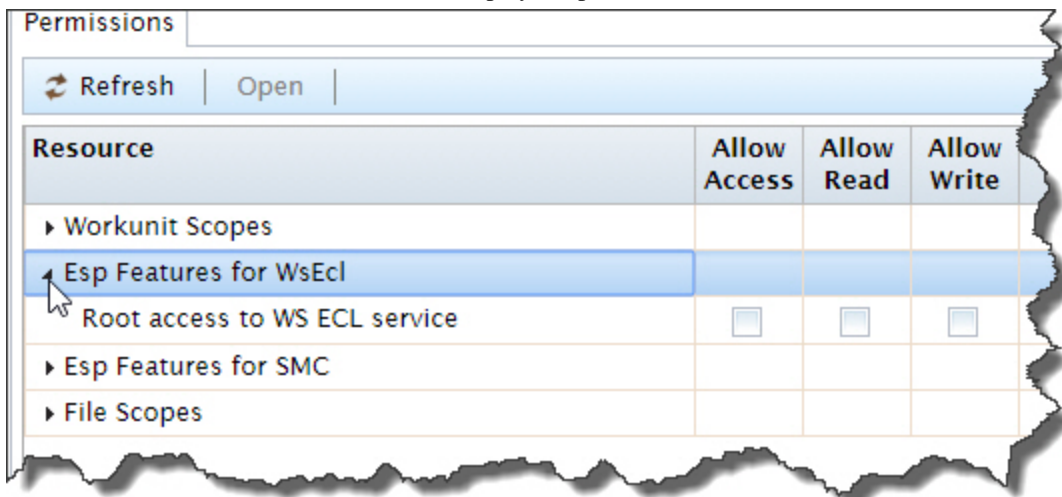 Permissions
Refresh Open
Resource Allow Access Allow Read Allow Write
Workunit Scopes
Esp Features for WsEcl
Root access to WS ECL service
Esp Features for SMC
File Scopes